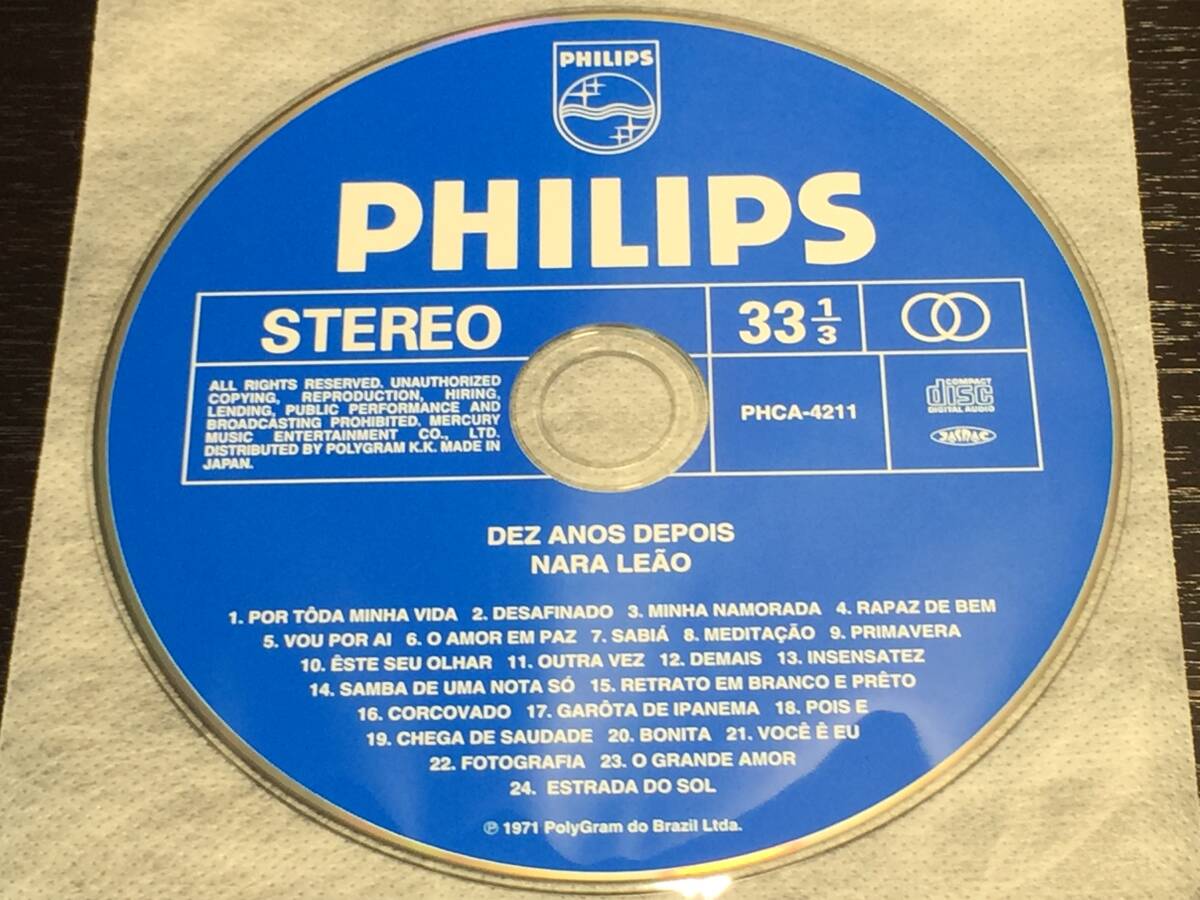 PHILIPS
PHILIPS
STEREO
33 1/3
ALL RIGHTS RESERVED. UNAUTHORIZED
COPYING, REPRODUCTION, HIRING,
LENDING, PUBLIC PERFORMANCE AND
BROADCASTING PROHIBITED. MERCURY
MUSIC ENTERTAINMENT CO., LTD.
DISTRIBUTED BY POLYGRAM K.K. MADE IN
JAPAN.
PHCA-4211
COMPACT
disc
DIGITAL AUDIO
JASRAC
DEZ ANOS DEPOIS
NARA LEÃO
1. POR TÔDA MINHA VIDA 2. DESAFINADO 3. MINHA NAMORADA 4. RAPAZ DE BEM
5. VOU POR AI 6. O AMOR EM PAZ 7. SABIÁ 8. MEDITAÇÃO 9. PRIMAVERA
10. ÊSTE SEU OLHAR 11. OUTRA VEZ 12. DEMAIS 13. INSENSATEZ
14. SAMBA DE UMA NOTA SÓ 15. RETRATO EM BRANCO E PRÊTO
16. CORCOVADO 17. GARÔTA DE IPANEMA 18. POIS E
19. CHEGA DE SAUDADE 20. BONITA 21. VOCÊ Ê EU
22. FOTOGRAFIA 23. O GRANDE AMOR
24. ESTRADA DO SOL
℗ 1971 PolyGram do Brazil Ltda.